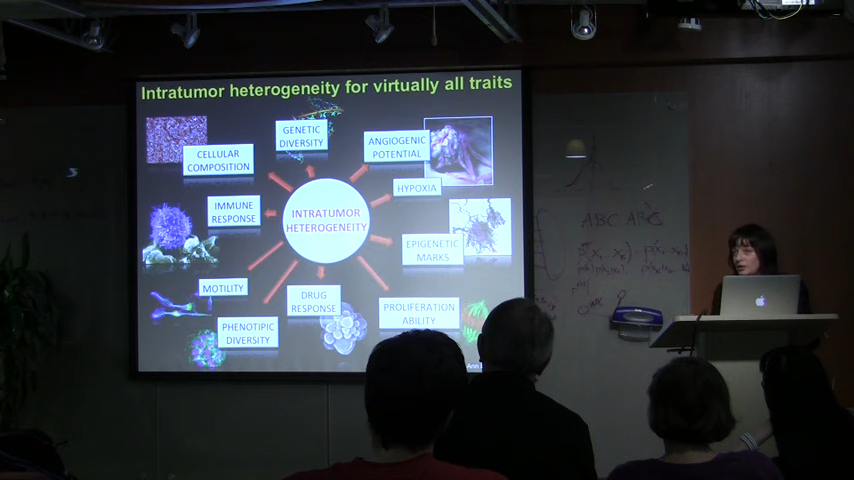 Intratumor heterogeneity for virtually all traits
GENETIC
DIVERSITY
ANGIOGENIC
POTENTIAL
CELLULAR
COMPOSITION
HYPOXIA
IMMUNE
RESPONSE
INTRATUMOR
HETEROGENEITY
EPIGENETIC
MARKS
MOTILITY
DRUG
RESPONSE
PROLIFERATION
ABILITY
PHENOTIPIC
DIVERSITY
Ann
ABC